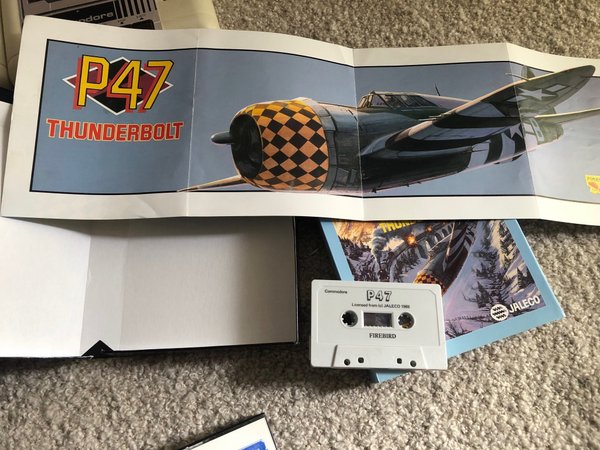 P47
THUNDERBOLT
Commodore
P47
Licensed from (c) JALECO 1988
FIREBIRD
JALECO